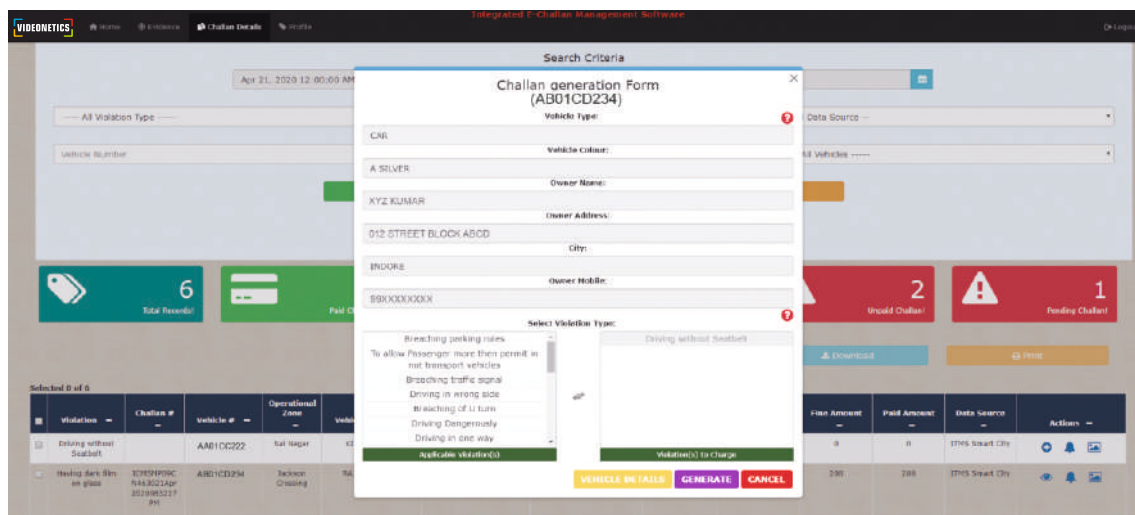 Integrated E-Challan Management Software
VIDEONETICS
Home
Evidence
Challan Details
Profile
Logout
Search Criteria
Apr 21, 2020 12:00:00 AM
----- All Violation Type -----
Data Source --
Vehicle Number
All Vehicles ------
Challan generation Form
(AB01CD234)
×
Vehicle Type:
CAR
Vehicle Colour:
A SILVER
Owner Name:
XYZ KUMAR
Owner Address:
012 STREET BLOCK ABCD
City:
INDORE
Owner Mobile:
99XXXXXXXX
Select Violation Type:
Breaching parking rules
To allow Passenger more then permit in
not transport vehicles
Breaching traffic signal
Driving in wrong side
Breaching of U turn
Driving Dangerously
Driving in one way
Applicable Violation(s)
Driving without Seatbelt
Violation(s) to Charge
VEHICLE DETAILS
GENERATE
CANCEL
6
Total Records!
Paid
2
Unpaid Challan!
1
Pending Challan!
Download
Print
Selected 0 of 6
Violation
Challan #
Vehicle #
Operational
Zone
Fine Amount
Paid Amount
Data Source
Actions
Driving without
Seatbelt
AA01CC222
Rai Nagar
0
0
ITMS Smart City
Having dark film
on glass
AB01CD234
Crossing
200
200
ITMS Smart City